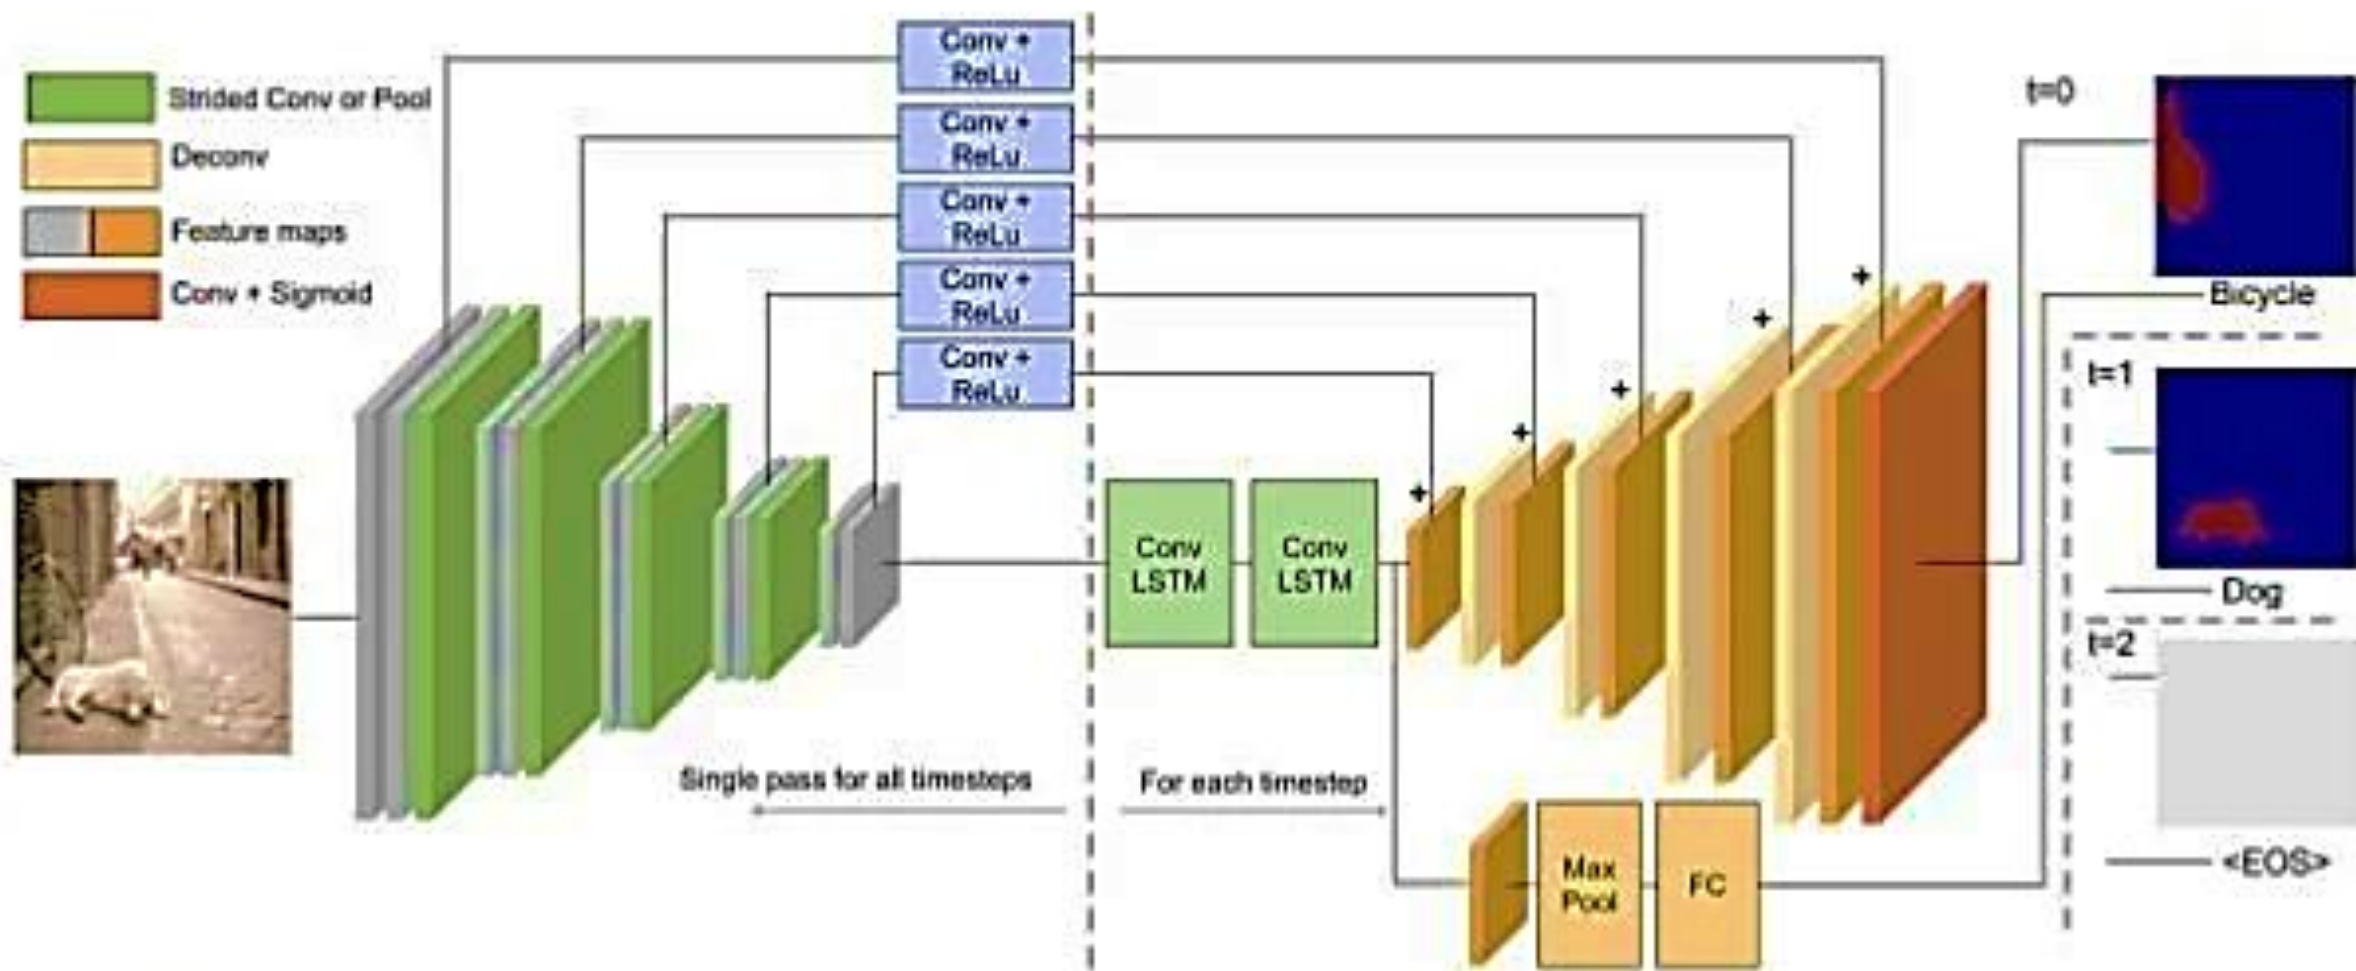 Strided Conv or Pool
Deconv
Feature maps
Conv + Sigmoid
Conv +
ReLu
Conv +
ReLu
Conv +
ReLu
Conv +
ReLu
Conv +
ReLu
+
+
+
+
+
Conv
LSTM
Conv
LSTM
Single pass for all timesteps
For each timestep
Max
Pool
FC
t=0
Bicycle
t=1
Dog
t=2
<EOS>